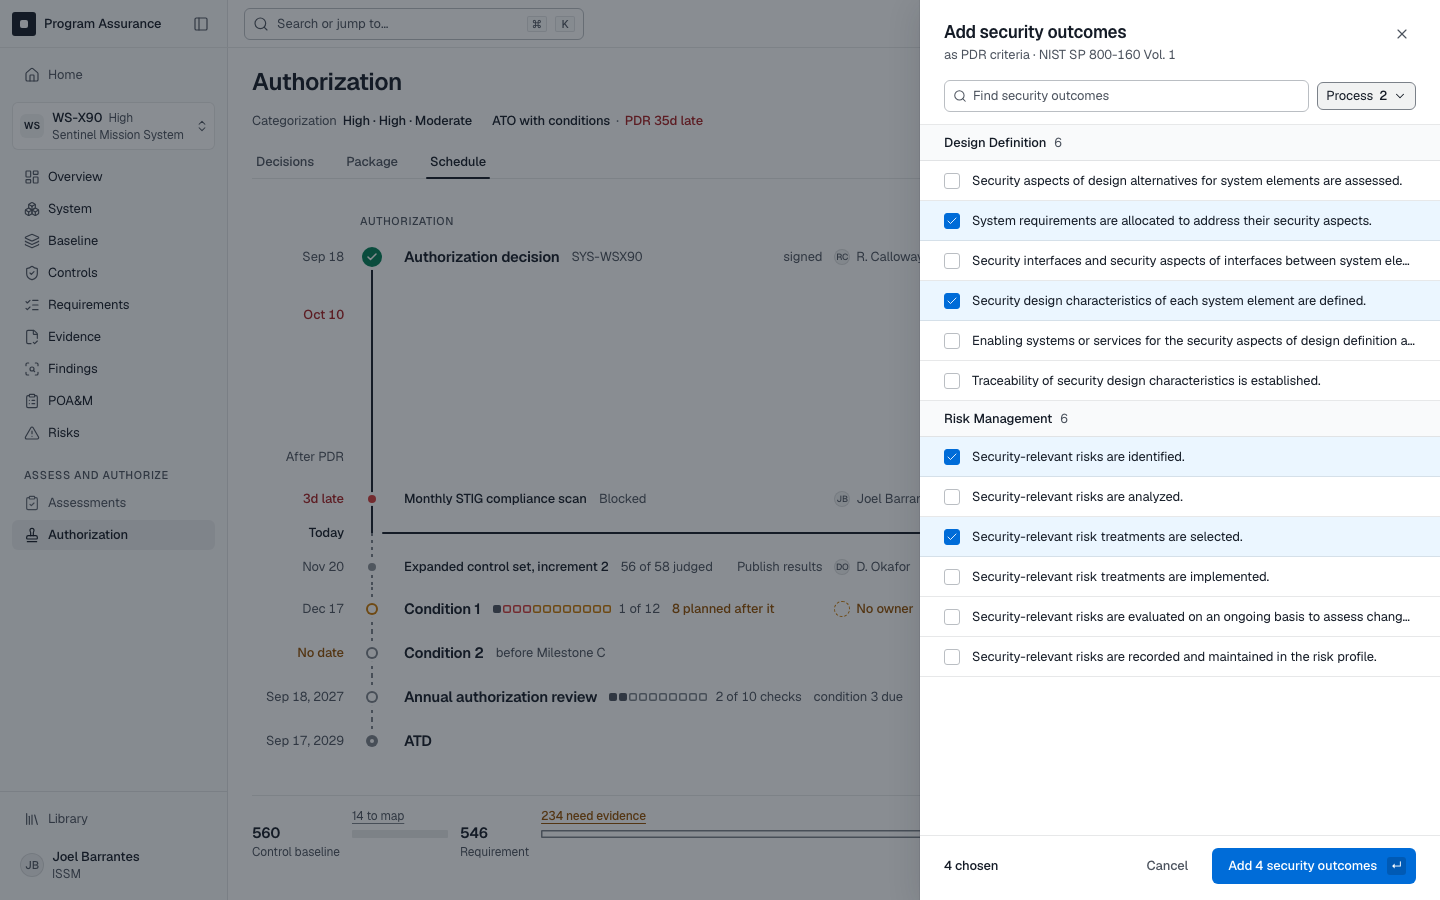 Program Assurance
Home
WS
WS-X90 High
Sentinel Mission System
Overview
System
Baseline
Controls
Requirements
Evidence
Findings
POA&M
Risks
ASSESS AND AUTHORIZE
Assessments
Authorization
Library
JB
Joel Barrantes
ISSM
Search or jump to... ⌘ K
Authorization
Categorization High · High · Moderate ATO with conditions · PDR 35d late
Decisions Package Schedule
AUTHORIZATION
Sep 18 Authorization decision SYS-WSX90 signed RC R. Calloway
Oct 10
After PDR
3d late Monthly STIG compliance scan Blocked JB Joel Barran
Today
Nov 20 Expanded control set, increment 2 56 of 58 judged Publish results DO D. Okafor
Dec 17 Condition 1 1 of 12 8 planned after it No owner
No date Condition 2 before Milestone C
Sep 18, 2027 Annual authorization review 2 of 10 checks condition 3 due
Sep 17, 2029 ATD
560
Control baseline
14 to map
546
Requirement
234 need evidence
Add security outcomes
as PDR criteria · NIST SP 800-160 Vol. 1
Find security outcomes
Process 2
Design Definition 6
Security aspects of design alternatives for system elements are assessed.
System requirements are allocated to address their security aspects.
Security interfaces and security aspects of interfaces between system ele...
Security design characteristics of each system element are defined.
Enabling systems or services for the security aspects of design definition a...
Traceability of security design characteristics is established.
Risk Management 6
Security-relevant risks are identified.
Security-relevant risks are analyzed.
Security-relevant risk treatments are selected.
Security-relevant risk treatments are implemented.
Security-relevant risks are evaluated on an ongoing basis to assess chang...
Security-relevant risks are recorded and maintained in the risk profile.
4 chosen
Cancel
Add 4 security outcomes ↵